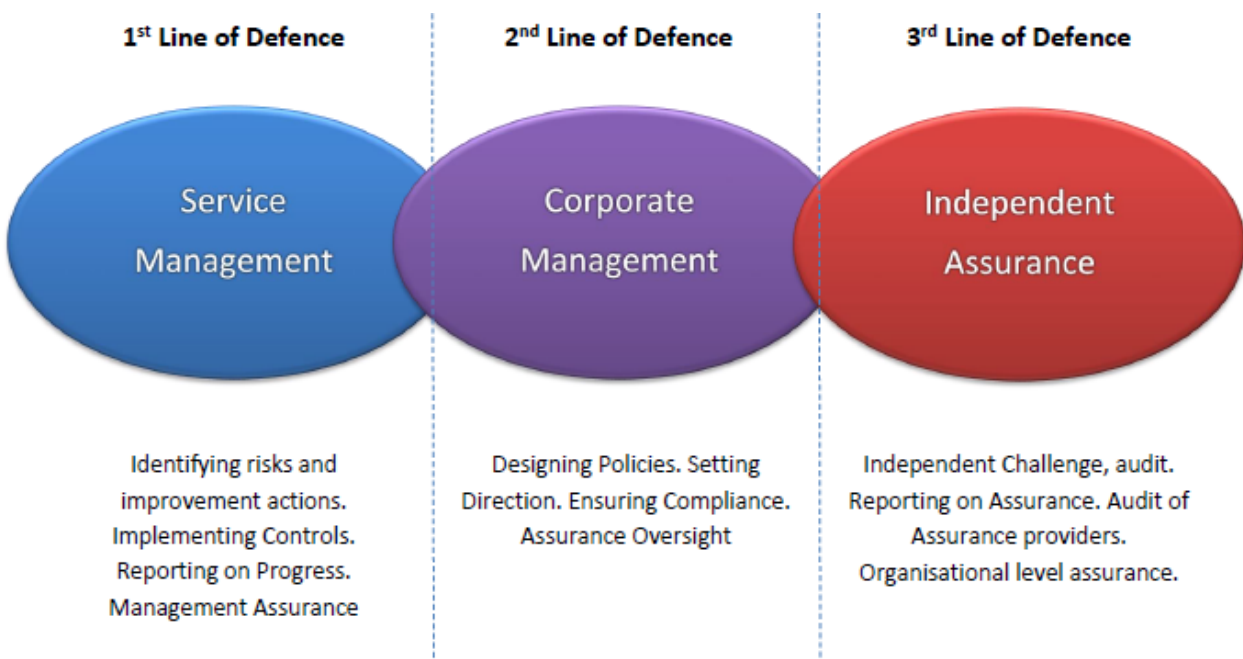 1st Line of Defence
2nd Line of Defence
3rd Line of Defence
Service
Management
Corporate
Management
Independent
Assurance
Identifying risks and
improvement actions.
Implementing Controls.
Reporting on Progress.
Management Assurance
Designing Policies. Setting
Direction. Ensuring Compliance.
Assurance Oversight
Independent Challenge, audit.
Reporting on Assurance. Audit of
Assurance providers.
Organisational level assurance.